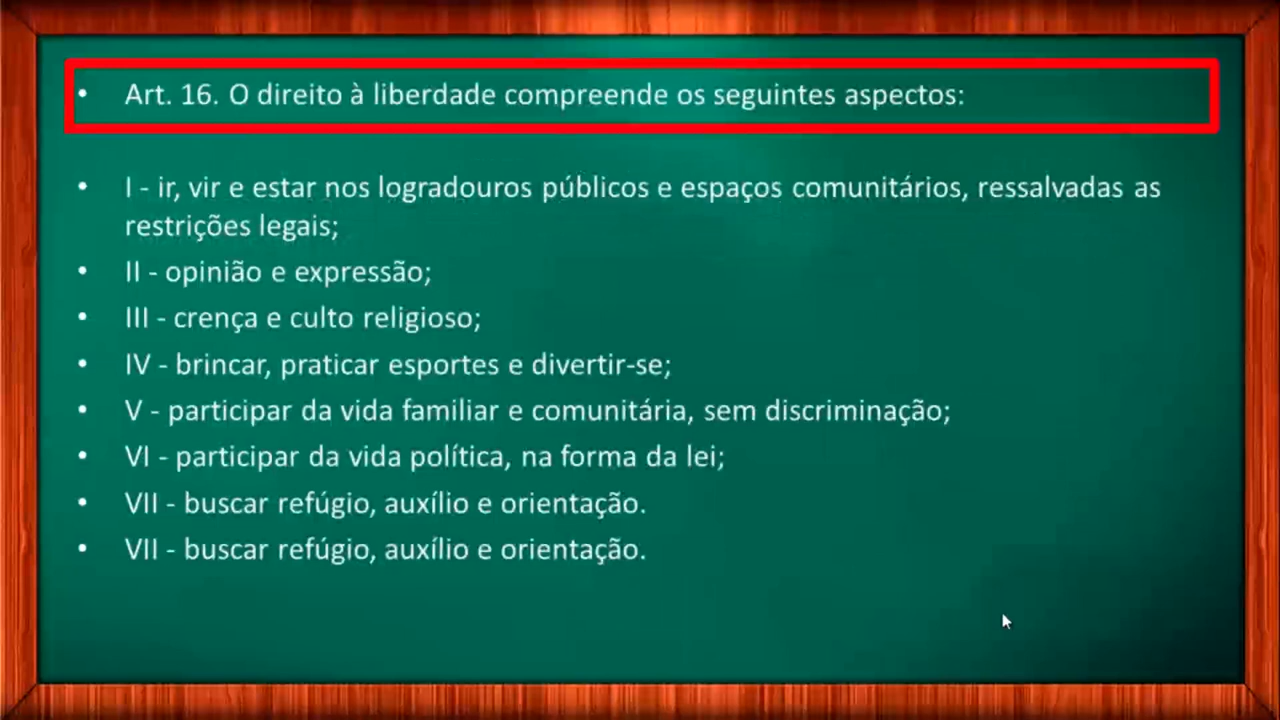 • Art. 16. O direito à liberdade compreende os seguintes aspectos:
• I - ir, vir e estar nos logradouros públicos e espaços comunitários, ressalvadas as
restrições legais;
• II - opinião e expressão;
• III - crença e culto religioso;
• IV - brincar, praticar esportes e divertir-se;
• V - participar da vida familiar e comunitária, sem discriminação;
• VI - participar da vida política, na forma da lei;
• VII - buscar refúgio, auxílio e orientação.
• VII - buscar refúgio, auxílio e orientação.